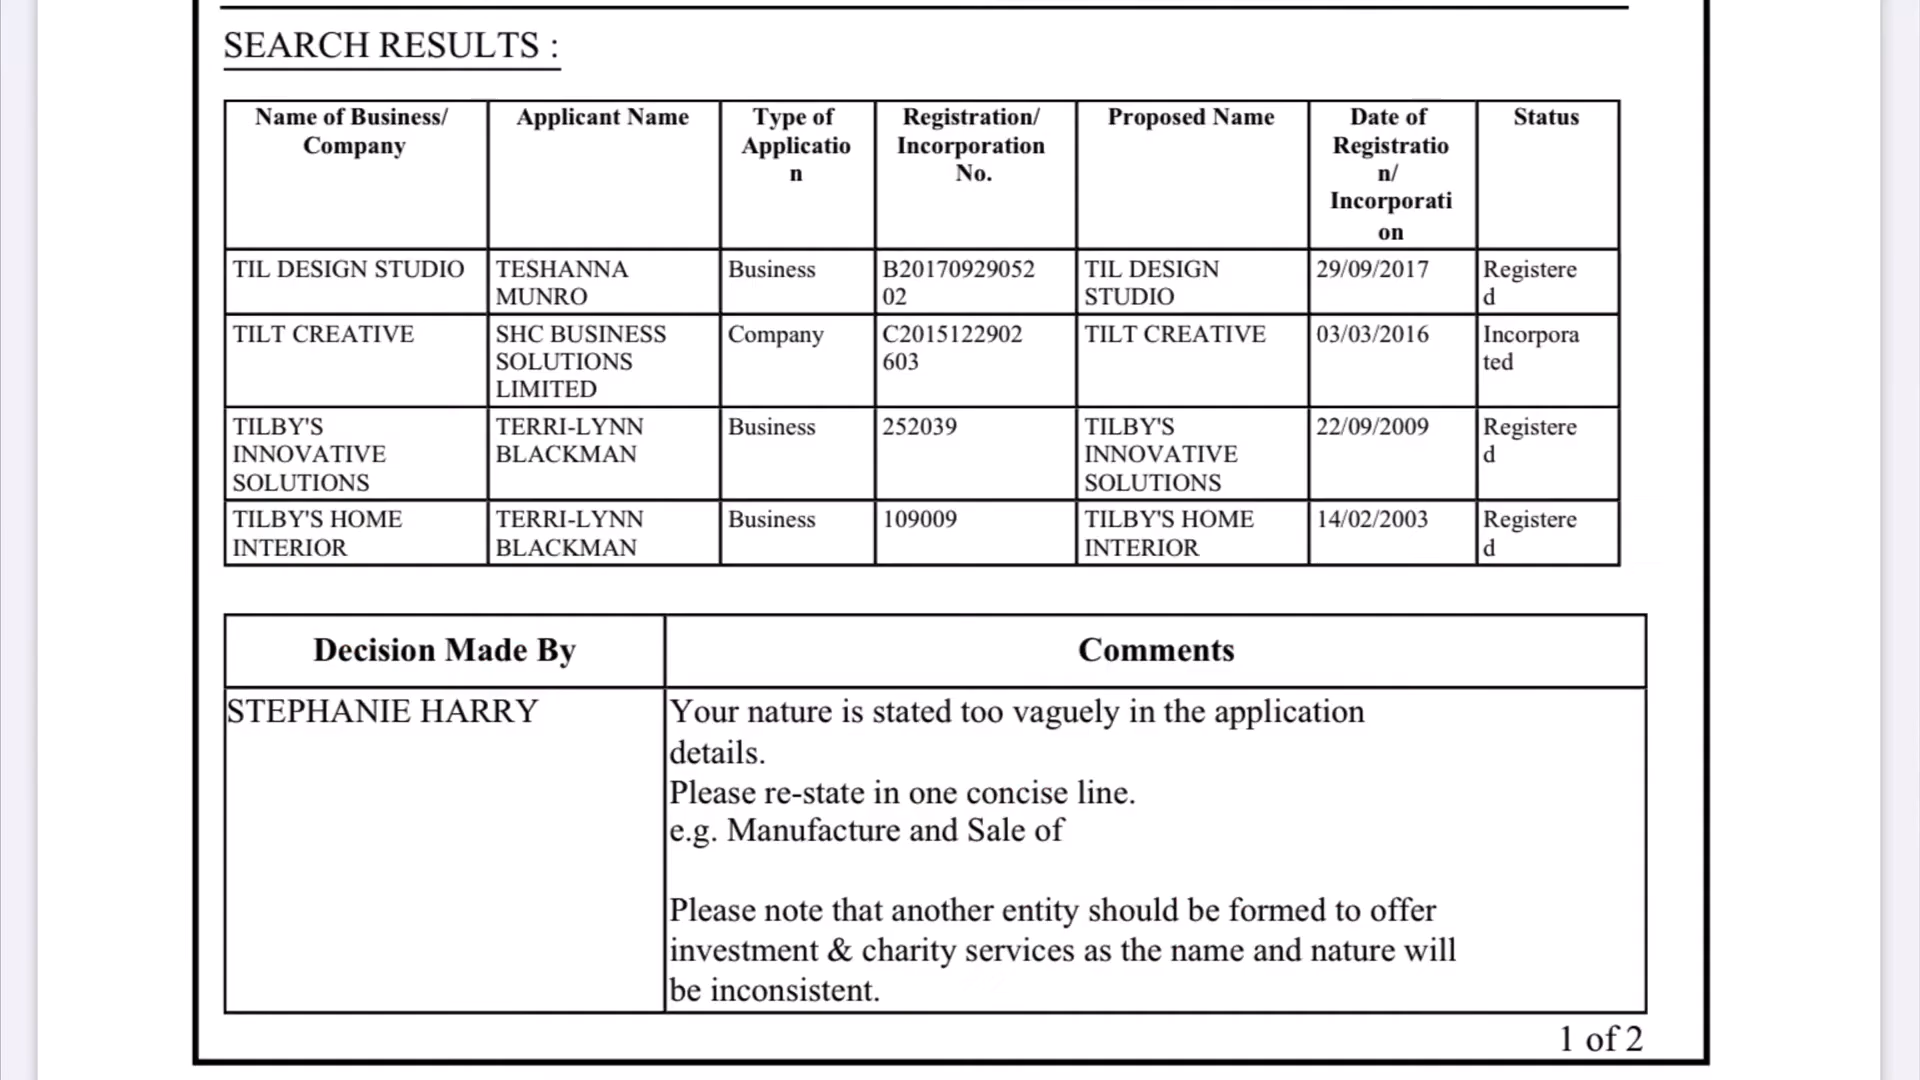 SEARCH RESULTS :
Name of Business/ Company | Applicant Name | Type of Applicatio n | Registration/ Incorporation No. | Proposed Name | Date of Registratio n/ Incorporati on | Status
TIL DESIGN STUDIO | TESHANNA MUNRO | Business | B20170929052 02 | TIL DESIGN STUDIO | 29/09/2017 | Registere d
TILT CREATIVE | SHC BUSINESS SOLUTIONS LIMITED | Company | C2015122902 603 | TILT CREATIVE | 03/03/2016 | Incorpora ted
TILBY'S INNOVATIVE SOLUTIONS | TERRI-LYNN BLACKMAN | Business | 252039 | TILBY'S INNOVATIVE SOLUTIONS | 22/09/2009 | Registere d
TILBY'S HOME INTERIOR | TERRI-LYNN BLACKMAN | Business | 109009 | TILBY'S HOME INTERIOR | 14/02/2003 | Registere d
Decision Made By | Comments
STEPHANIE HARRY
Your nature is stated too vaguely in the application
details.
Please re-state in one concise line.
e.g. Manufacture and Sale of
Please note that another entity should be formed to offer
investment & charity services as the name and nature will
be inconsistent.
1 of 2